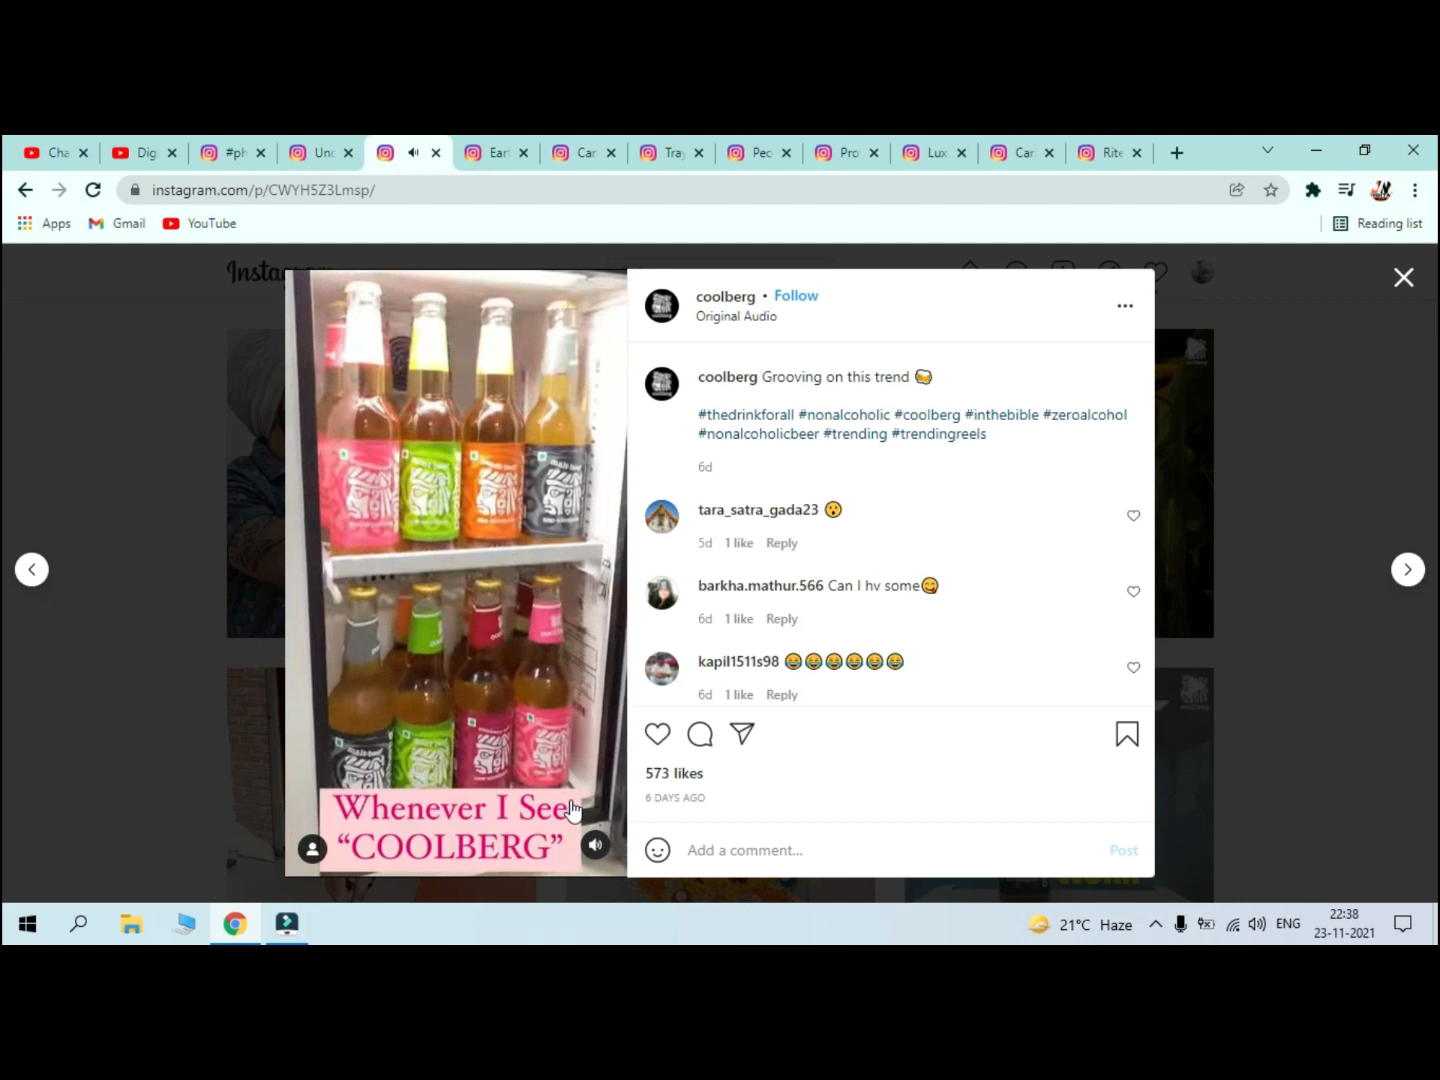 Cha
Dig
#ph
Unc
Ear
Car
Tra
Peo
Pro
Lux
Car
Rite
instagram.com/p/CWYH5Z3Lmsp/
Apps
Gmail
YouTube
Reading list
coolberg • Follow
Original Audio
coolberg Grooving on this trend 🍻
#thedrinkforall #nonalcoholic #coolberg #inthebible #zeroalcohol
#nonalcoholicbeer #trending #trendingreels
6d
tara_satra_gada23 😮
5d 1 like Reply
barkha.mathur.566 Can I hv some😋
6d 1 like Reply
kapil1511s98 😂😂😂😂😂😂
6d 1 like Reply
573 likes
6 DAYS AGO
Add a comment...
Post
Whenever I See
“COOLBERG”
21°C Haze
ENG
22:38
23-11-2021